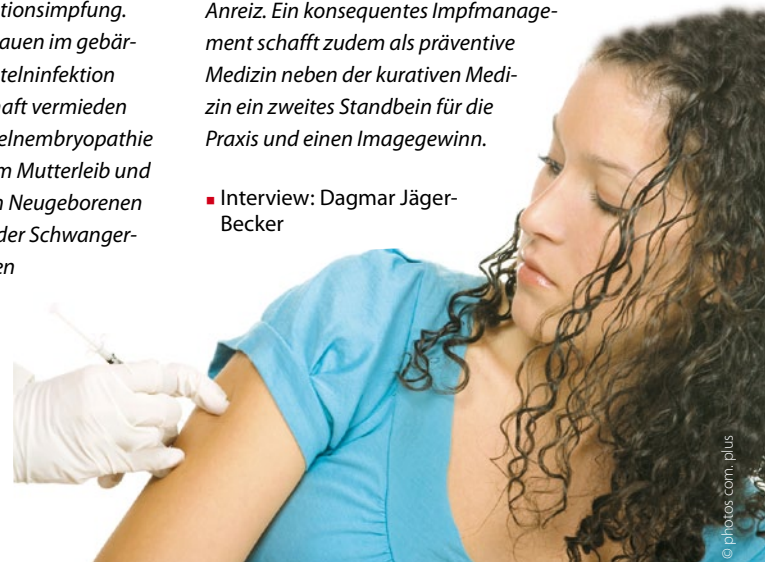 tionsimpfung.
auen im gebär-
telninfektion
aft vermieden
elnembryopathie
m Mutterleib und
n Neugeborenen
der Schwanger-
en
Anreiz. Ein konsequentes Impfmanage-
ment schafft zudem als präventive
Medizin neben der kurativen Medi-
zin ein zweites Standbein für die
Praxis und einen Imagegewinn.
■ Interview: Dagmar Jäger-
Becker
© photos com. plus